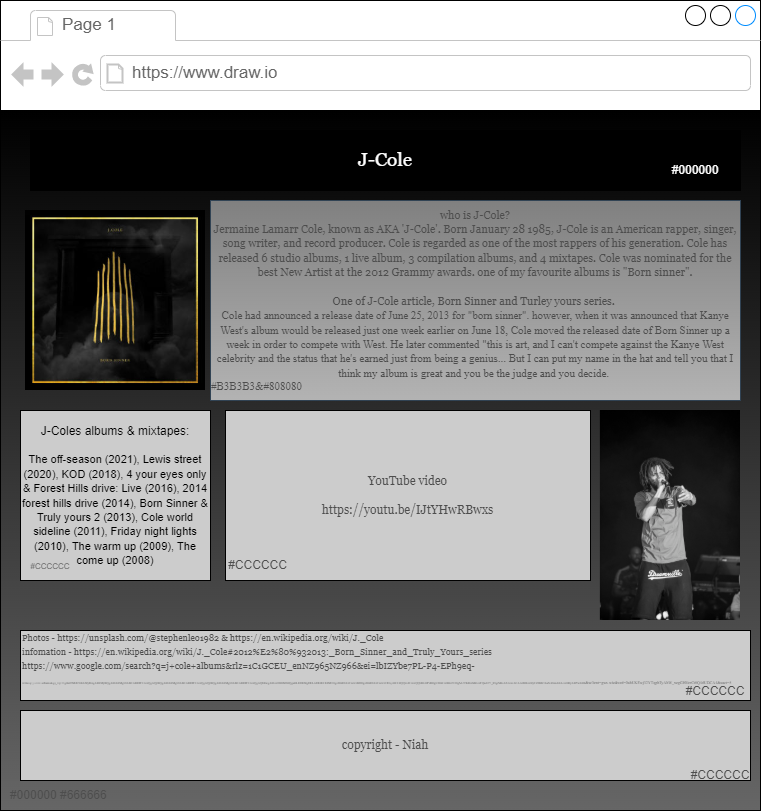 Page 1
https://www.draw.io
J-Cole
#000000
J COLE
BORN SINNER
who is J-Cole?
Jermaine Lamarr Cole, known as AKA 'J-Cole'. Born January 28 1985, J-Cole is an American rapper, singer,
song writer, and record producer. Cole is regarded as one of the most rappers of his generation. Cole has
released 6 studio albums, 1 live album, 3 compilation albums, and 4 mixtapes. Cole was nominated for the
best New Artist at the 2012 Grammy awards. one of my favourite albums is "Born sinner".
One of J-Cole article, Born Sinner and Turley yours series.
Cole had announced a release date of June 25, 2013 for "born sinner". however, when it was announced that Kanye
West's album would be released just one week earlier on June 18, Cole moved the released date of Born Sinner up a
week in order to compete with West. He later commented "this is art, and I can't compete against the Kanye West
celebrity and the status that he's earned just from being a genius... But I can put my name in the hat and tell you that I
think my album is great and you be the judge and you decide.
#B3B3B3&#808080
J-Coles albums & mixtapes:
The off-season (2021), Lewis street
(2020), KOD (2018), 4 your eyes only
& Forest Hills drive: Live (2016), 2014
forest hills drive (2014), Born Sinner &
Truly yours 2 (2013), Cole world
sideline (2011), Friday night lights
(2010), The warm up (2009), The
come up (2008)
#CCCCCC
YouTube video
https://youtu.be/IJtYHwRBwxs
#CCCCCC
Dreamville
Photos - https://unsplash.com/@stephenleo1982 & https://en.wikipedia.org/wiki/J._Cole
infomation - https://en.wikipedia.org/wiki/J._Cole#2012%E2%80%932013:_Born_Sinner_and_Truly_Yours_series
https://www.google.com/search?q=j+cole+albums&rlz=1C1GCEU_enNZ965NZ966&ei=lbIZYbe7PL-P4-EPh9eq-
#CCCCCC
copyright - Niah
#CCCCCC
#000000 #666666